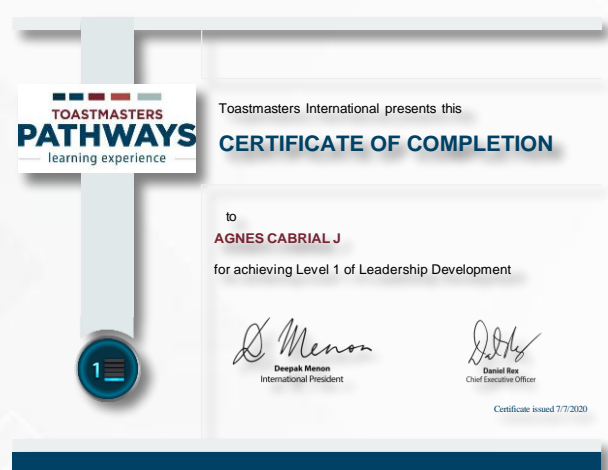 TOASTMASTERS
PATHWAYS
learning experience
Toastmasters International presents this
CERTIFICATE OF COMPLETION
to
AGNES CABRIAL J
for achieving Level 1 of Leadership Development
D. Menon
Deepak Menon
International President
Daniel Rex
Chief Executive Officer
1
Certificate issued 7/7/2020